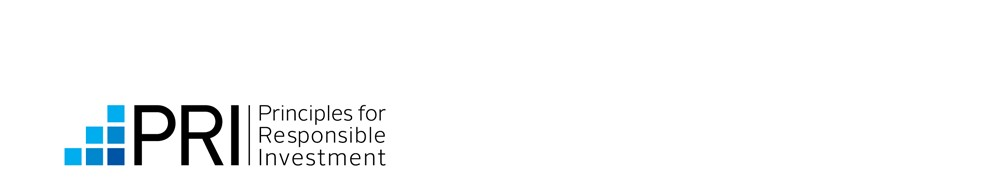 PRI
Principles for
Responsible
Investment